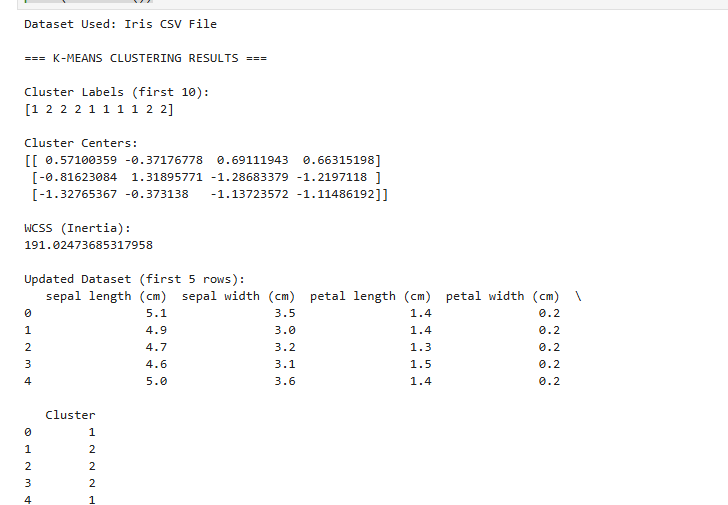 Dataset Used: Iris CSV File
=== K-MEANS CLUSTERING RESULTS ===
Cluster Labels (first 10):
[1 2 2 2 1 1 1 1 2 2]
Cluster Centers:
[[ 0.57100359 -0.37176778  0.69111943  0.66315198]
 [-0.81623084  1.31895771 -1.28683379 -1.2197118 ]
 [-1.32765367 -0.373138   -1.13723572 -1.11486192]]
WCSS (Inertia):
191.02473685317958
Updated Dataset (first 5 rows):
   sepal length (cm)  sepal width (cm)  petal length (cm)  petal width (cm)  \
0                5.1               3.5                1.4               0.2
1                4.9               3.0                1.4               0.2
2                4.7               3.2                1.3               0.2
3                4.6               3.1                1.5               0.2
4                5.0               3.6                1.4               0.2
   Cluster
0        1
1        2
2        2
3        2
4        1